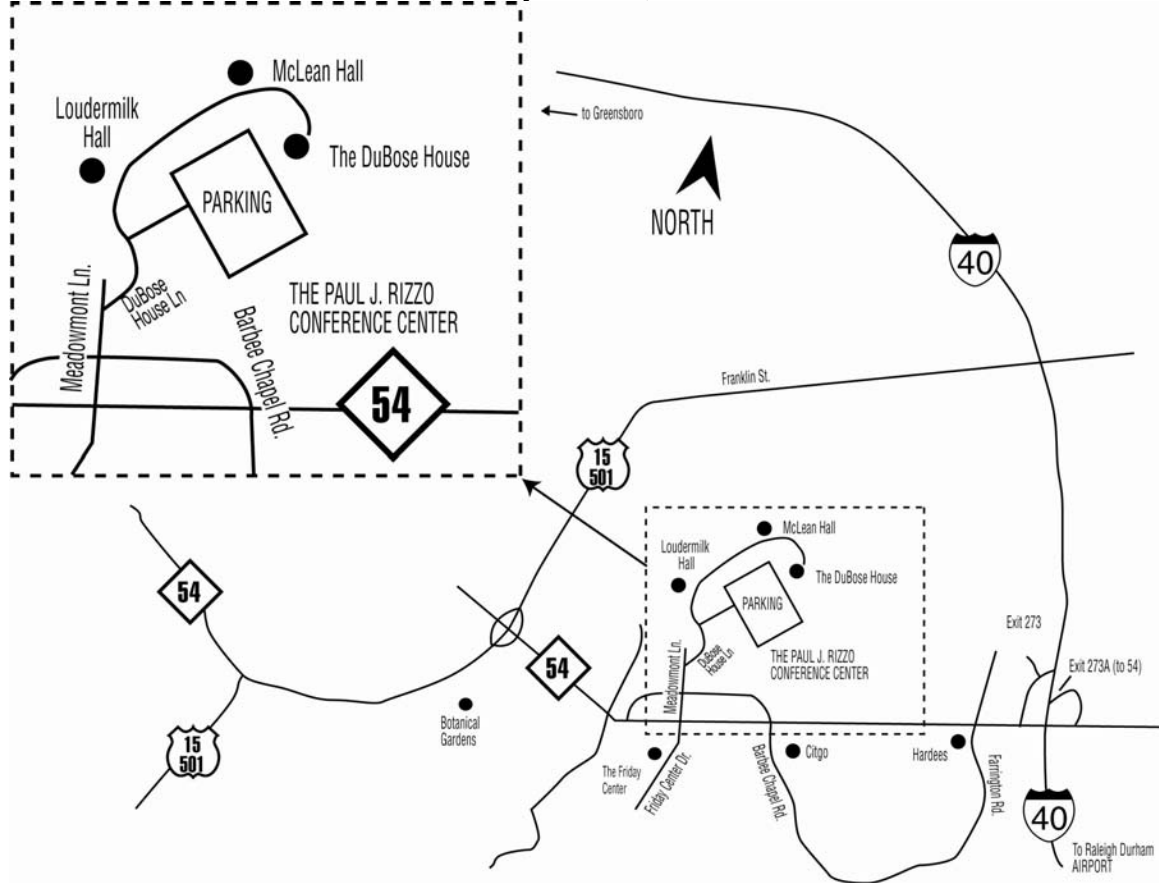 McLean Hall
Loudermilk
Hall
The DuBose House
PARKING
Meadowmont Ln.
DuBose
House Ln
Barbee Chapel Rd.
THE PAUL J. RIZZO
CONFERENCE CENTER
54
to Greensboro
NORTH
40
Franklin St.
15
501
McLean Hall
Loudermilk
Hall
The DuBose House
PARKING
Meadowmont Ln.
DuBose
House Ln
THE PAUL J. RIZZO
CONFERENCE CENTER
54
54
Exit 273
Exit 273A (to 54)
Botanical
Gardens
15
501
The Friday
Center
Friday Center Dr.
Barbee Chapel Rd.
Citgo
Hardees
Farrington Rd.
40
To Raleigh Durham
AIRPORT